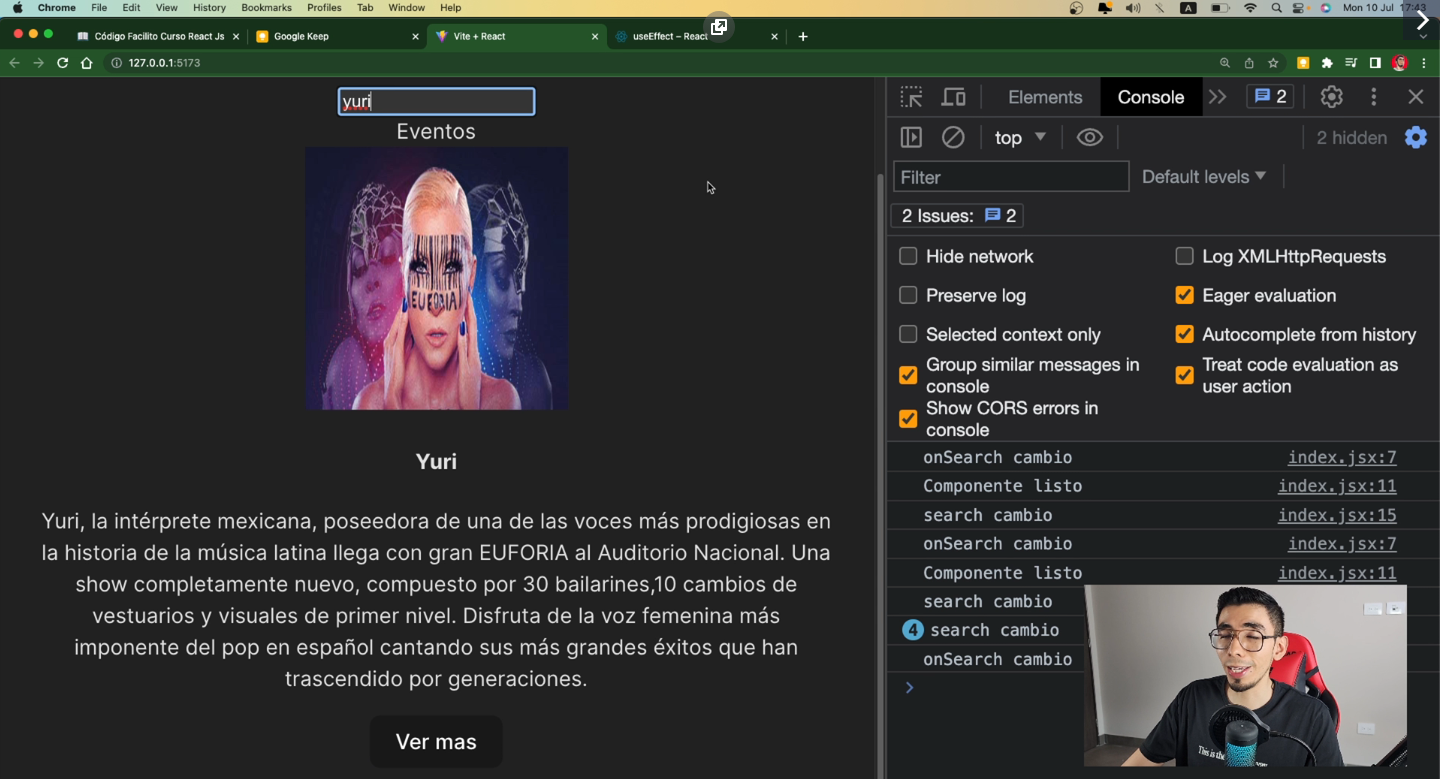 Chrome File Edit View History Bookmarks Profiles Tab Window Help
A Mon 10 Jul 17:43
Código Facilito Curso React Js
Google Keep
Vite + React
useEffect – React
127.0.0.1:5173
yuri
Eventos
EUFORIA
Yuri
Yuri, la intérprete mexicana, poseedora de una de las voces más prodigiosas en
la historia de la música latina llega con gran EUFORIA al Auditorio Nacional. Una
show completamente nuevo, compuesto por 30 bailarines,10 cambios de
vestuarios y visuales de primer nivel. Disfruta de la voz femenina más
imponente del pop en español cantando sus más grandes éxitos que han
trascendido por generaciones.
Ver mas
Elements Console 2
top 2 hidden
Filter Default levels
2 Issues: 2
Hide network Log XMLHttpRequests
Preserve log Eager evaluation
Selected context only Autocomplete from history
Group similar messages in
console
Treat code evaluation as
user action
Show CORS errors in
console
onSearch cambio index.jsx:7
Componente listo index.jsx:11
search cambio index.jsx:15
onSearch cambio index.jsx:7
Componente listo index.jsx:11
search cambio
4 search cambio
onSearch cambio
This is the